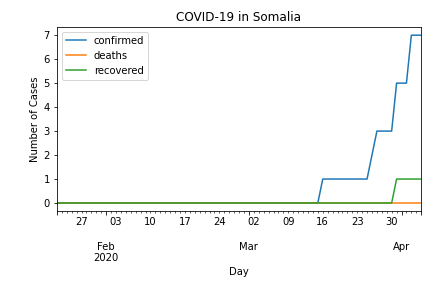 COVID-19 in Somalia
confirmed
deaths
recovered
Number of Cases
7
6
5
4
3
2
1
0
27 03 10 17 24 02 09 16 23 30
Feb Mar Apr
2020
Day